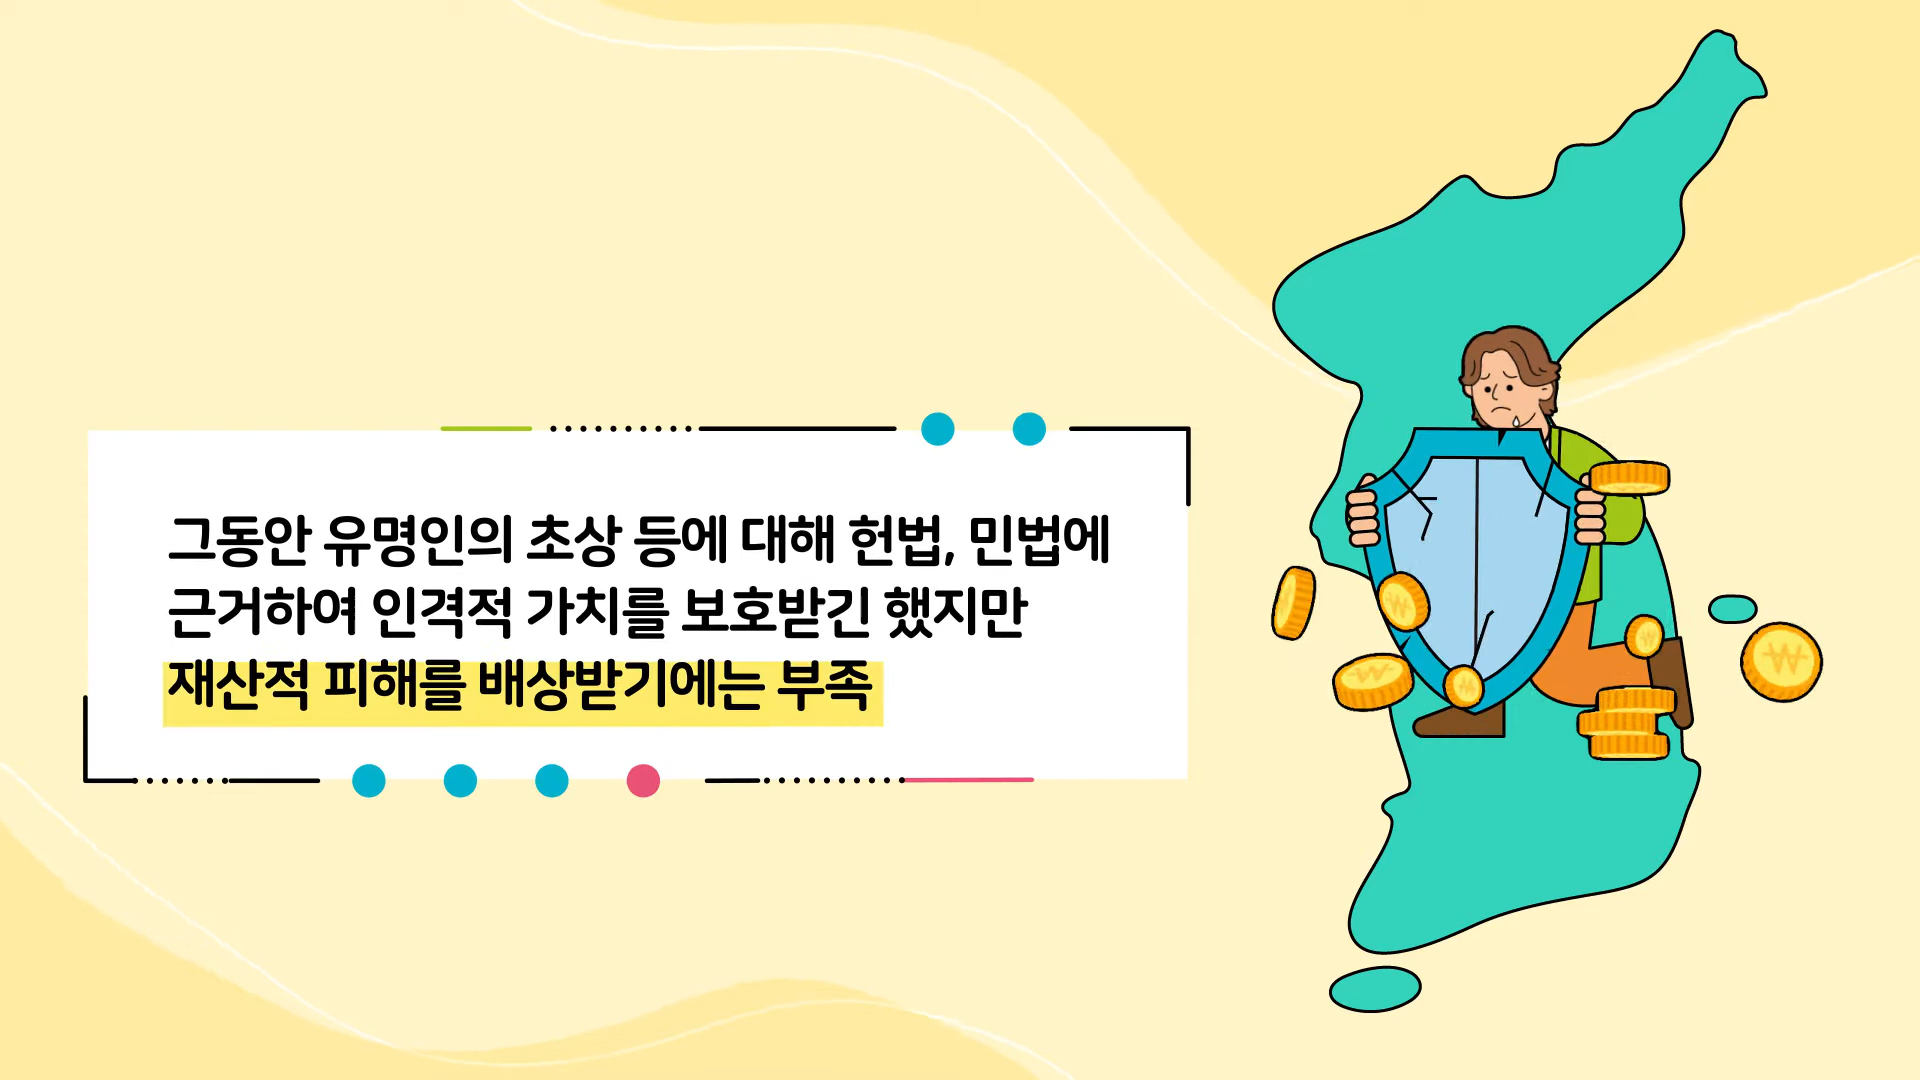 그동안 유명인의 초상 등에 대해 헌법, 민법에
근거하여 인격적 가치를 보호받긴 했지만
재산적 피해를 배상받기에는 부족